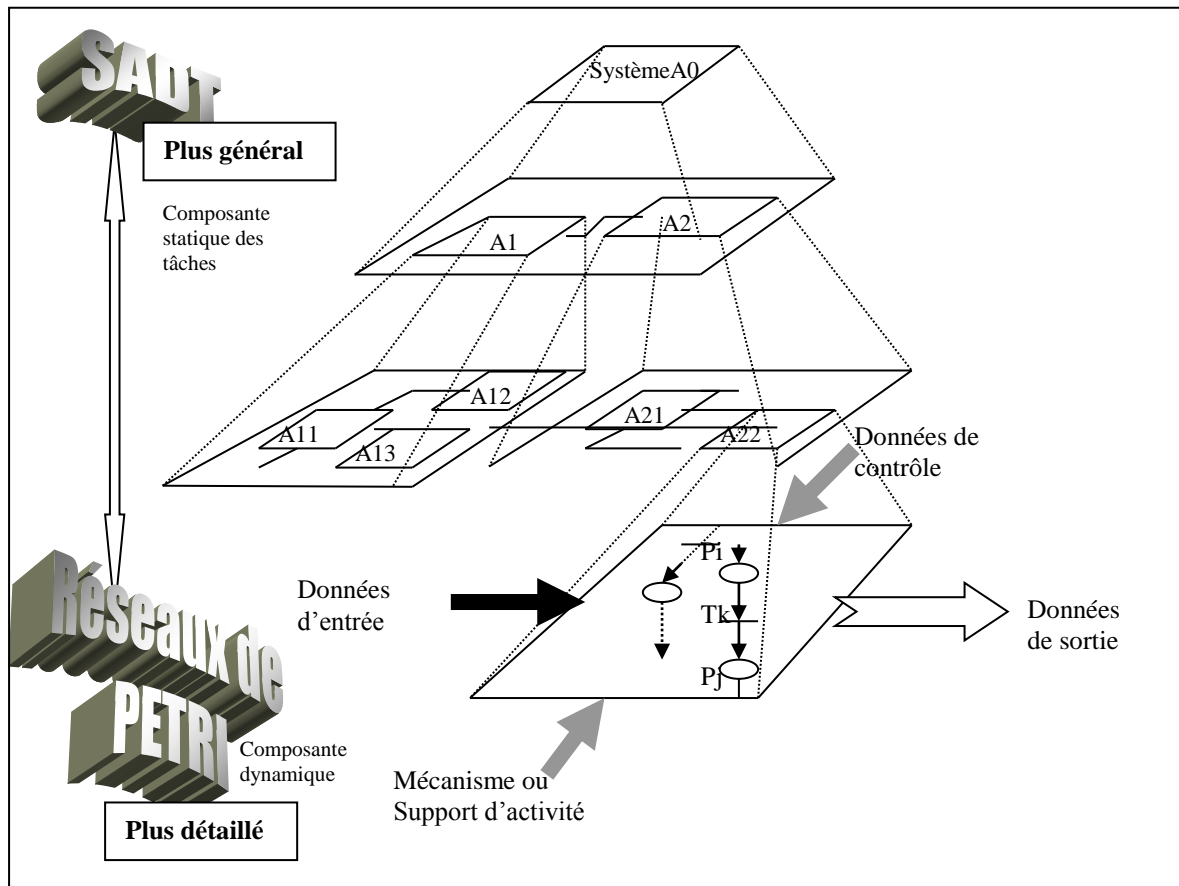 SADT
Plus général
Composante
statique des
tâches
SystèmeA0
A1
A2
A11
A12
A13
A21
A22
Données de
contrôle
Données
d’entrée
Pi
Tk
Pj
Données
de sortie
Mécanisme ou
Support d’activité
Réseaux de
PETRI
Composante
dynamique
Plus détaillé